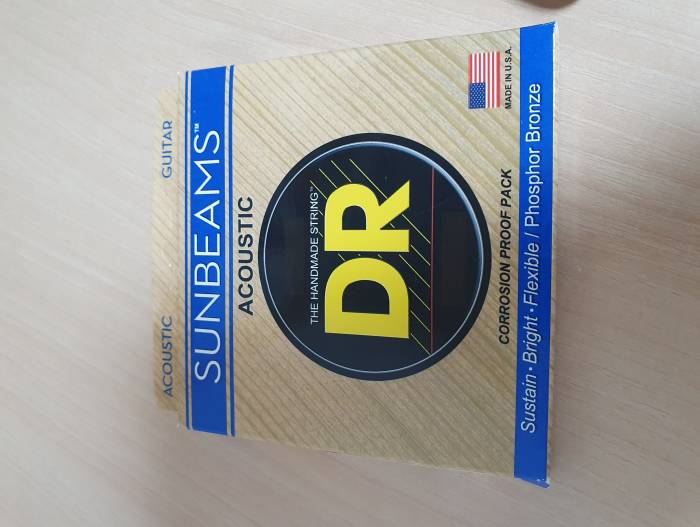 ACOUSTIC GUITAR
SUNBEAMS™
ACOUSTIC
THE HANDMADE STRING™
DR
CORROSION PROOF PACK
MADE IN U.S.A.
Sustain · Bright · Flexible / Phosphor Bronze